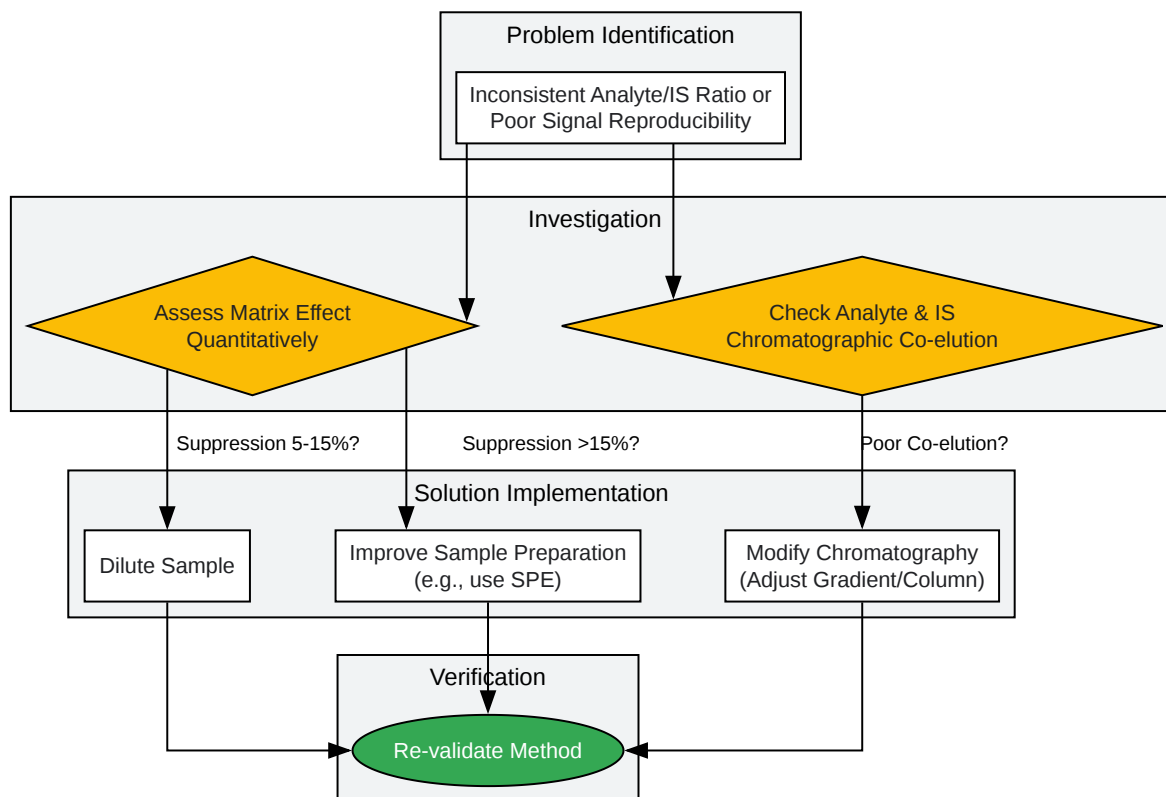 Problem Identification
Inconsistent Analyte/IS Ratio or
Poor Signal Reproducibility
Investigation
Assess Matrix Effect
Quantitatively
Check Analyte & IS
Chromatographic Co-elution
Suppression 5-15%?
Suppression >15%?
Poor Co-elution?
Solution Implementation
Dilute Sample
Improve Sample Preparation
(e.g., use SPE)
Modify Chromatography
(Adjust Gradient/Column)
Verification
Re-validate Method